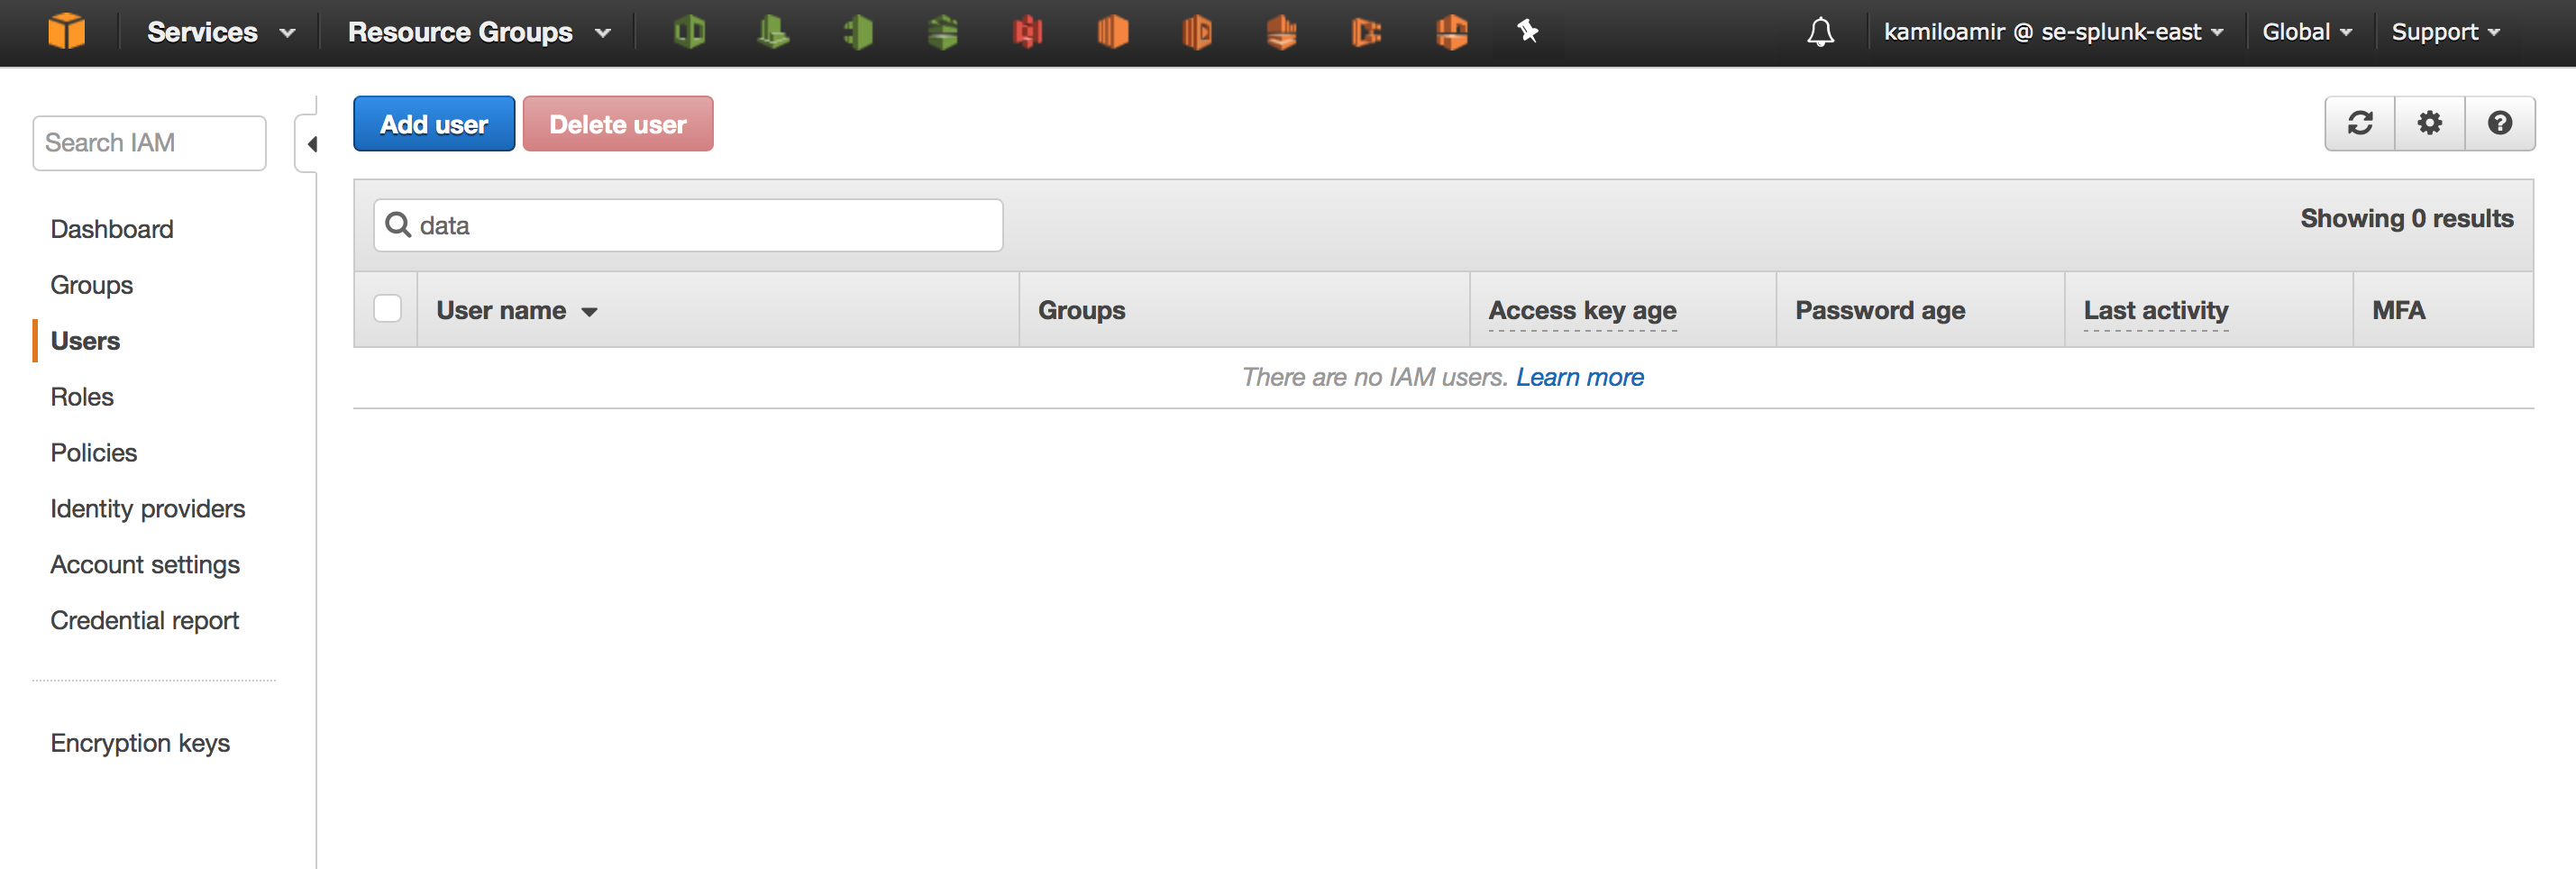 Services
Resource Groups
kamiloamir @ se-splunk-east
Global
Support
Search IAM
Dashboard
Groups
Users
Roles
Policies
Identity providers
Account settings
Credential report
Encryption keys
Add user
Delete user
data
Showing 0 results
User name
Groups
Access key age
Password age
Last activity
MFA
There are no IAM users. Learn more